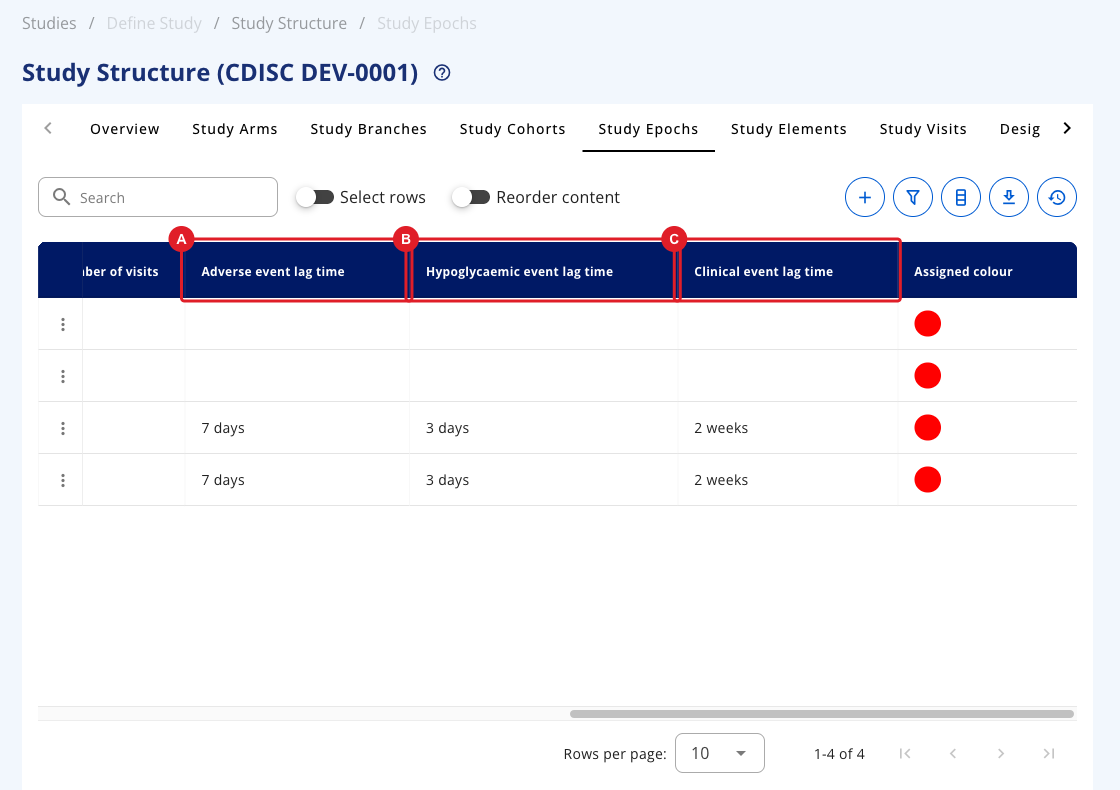 Studies / Define Study / Study Structure / Study Epochs
Study Structure (CDISC DEV-0001)
Overview Study Arms Study Branches Study Cohorts Study Epochs Study Elements Study Visits Desig
Search Select rows Reorder content
A B C
ber of visits Adverse event lag time Hypoglycaemic event lag time Clinical event lag time Assigned colour
7 days 3 days 2 weeks
7 days 3 days 2 weeks
Rows per page: 10 1-4 of 4